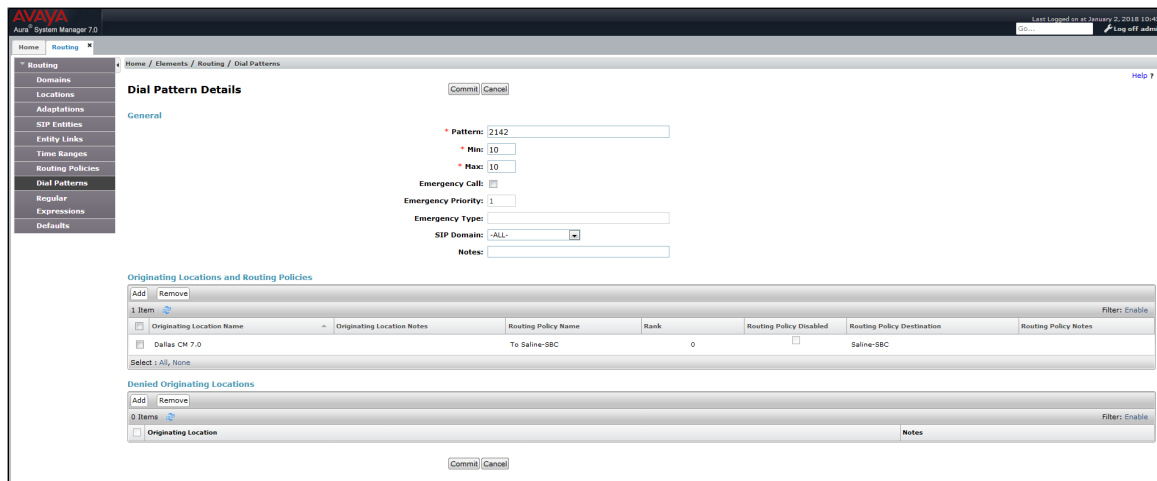 AVAYA
Aura® System Manager 7.0
Last Logged on at January 2, 2018 10:4
Go...
Log off adm
Home
Routing ×
Routing
Domains
Locations
Adaptations
SIP Entities
Entity Links
Time Ranges
Routing Policies
Dial Patterns
Regular
Expressions
Defaults
Home / Elements / Routing / Dial Patterns
Help ?
Dial Pattern Details
Commit Cancel
General
* Pattern: 2142
* Min: 10
* Max: 10
Emergency Call:
Emergency Priority: 1
Emergency Type:
SIP Domain: -ALL-
Notes:
Originating Locations and Routing Policies
Add Remove
1 Item
Filter: Enable
Originating Location Name Originating Location Notes Routing Policy Name Rank Routing Policy Disabled Routing Policy Destination Routing Policy Notes
Dallas CM 7.0 To Saline-SBC 0 Saline-SBC
Select : All, None
Denied Originating Locations
Add Remove
0 Items
Filter: Enable
Originating Location Notes
Commit Cancel